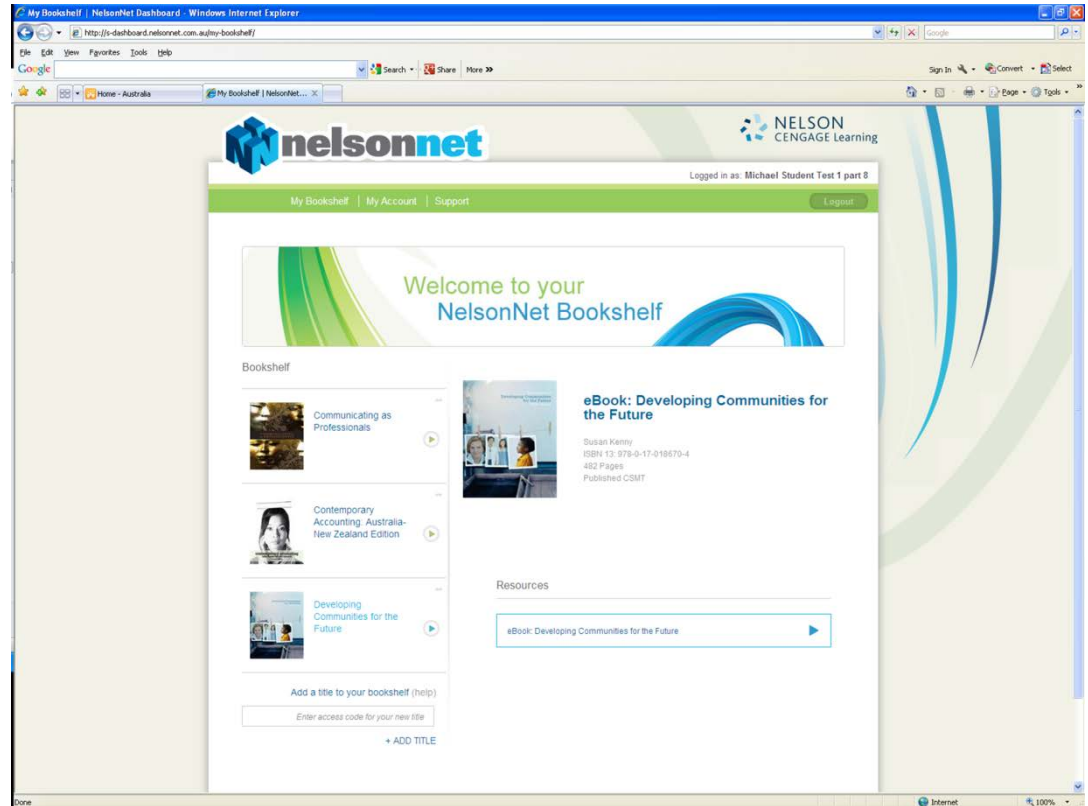 My Bookshelf | NelsonNet Dashboard - Windows Internet Explorer
http://s-dashboard.nelsonnet.com.au/my-bookshelf/
Google
File Edit View Favorites Tools Help
Google
Search
Share
More »
Sign In
Convert
Select
Home - Australia
My Bookshelf | NelsonNet...
Page
Tools
nelsonnet
NELSON
CENGAGE Learning
Logged in as: Michael Student Test 1 part 8
My Bookshelf | My Account | Support
Logout
Welcome to your
NelsonNet Bookshelf
Bookshelf
Communicating as
Professionals
Contemporary
Accounting: Australia-
New Zealand Edition
Developing
Communities for the
Future
Add a title to your bookshelf (help)
Enter access code for your new title
+ ADD TITLE
Developing Communities
for the Future
eBook: Developing Communities for
the Future
Susan Kenny
ISBN 13: 978-0-17-018670-4
482 Pages
Published CSMT
Resources
eBook: Developing Communities for the Future
Done
Internet
100%